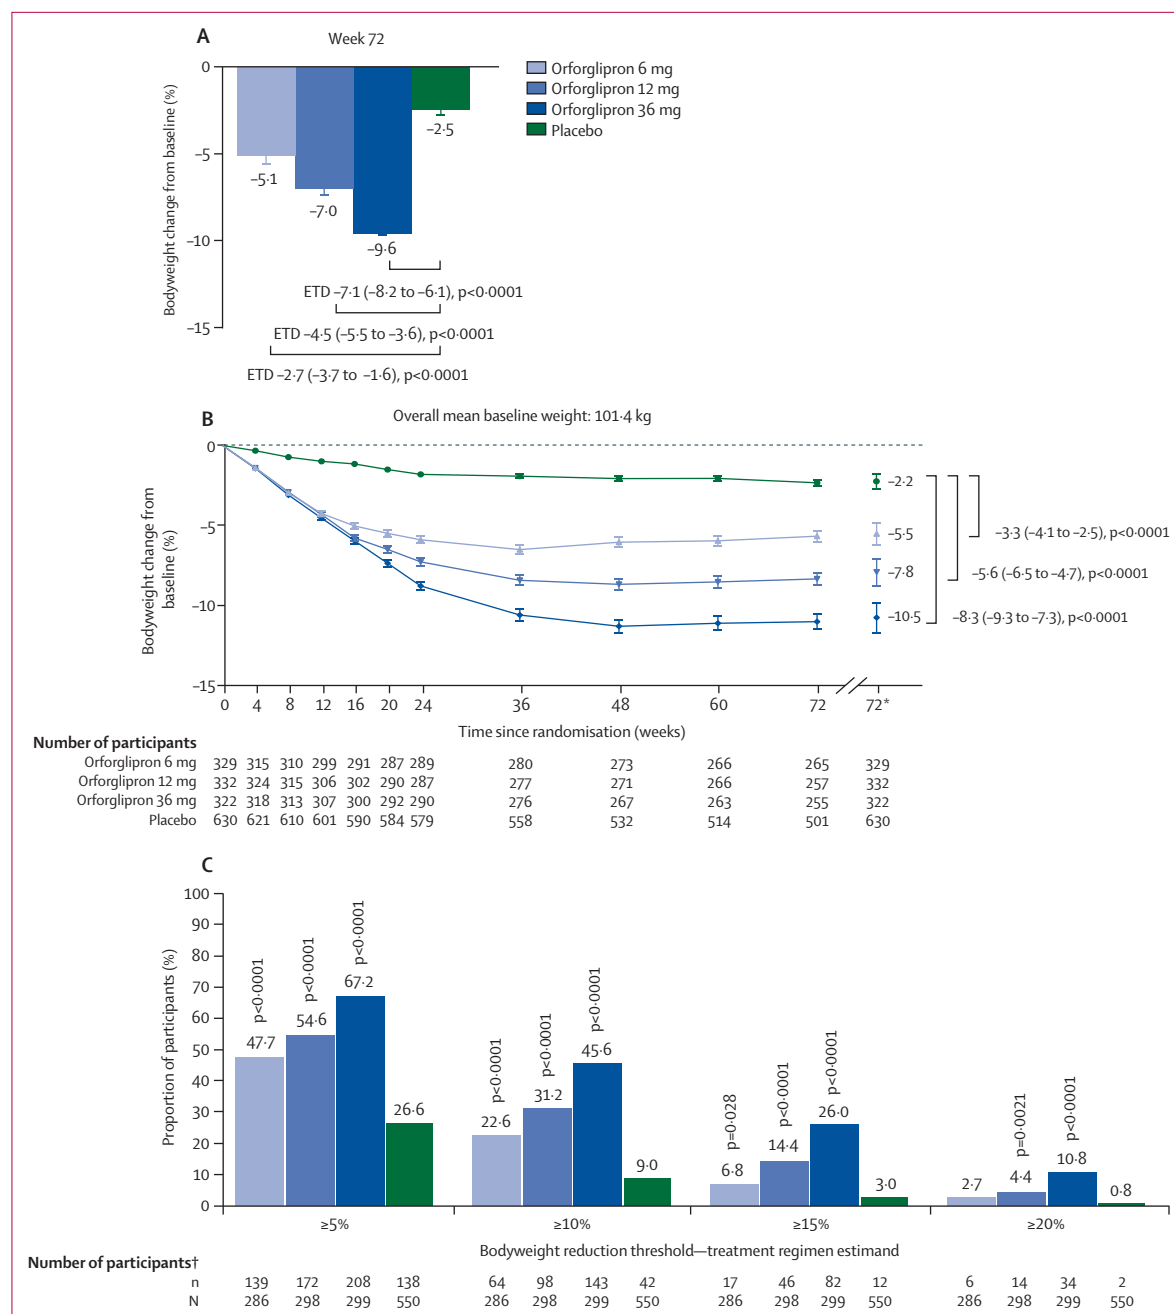 A
Week 72
0
−5
−10
−15
Bodyweight change from baseline (%)
−5·1
−7·0
−9·6
−2·5
Orforglipron 6 mg
Orforglipron 12 mg
Orforglipron 36 mg
Placebo
ETD −7·1 (−8·2 to −6·1), p<0·0001
ETD −4·5 (−5·5 to −3·6), p<0·0001
ETD −2·7 (−3·7 to −1·6), p<0·0001
B
Overall mean baseline weight: 101·4 kg
0
−5
−10
−15
Bodyweight change from
baseline (%)
−2·2
−5·5
−7·8
−10·5
−3·3 (−4·1 to −2·5), p<0·0001
−5·6 (−6·5 to −4·7), p<0·0001
−8·3 (−9·3 to −7·3), p<0·0001
0 4 8 12 16 20 24 36 48 60 72 72*
Time since randomisation (weeks)
Number of participants
Orforglipron 6 mg 329 315 310 299 291 287 289 280 273 266 265 329
Orforglipron 12 mg 332 324 315 306 302 290 287 277 271 266 257 332
Orforglipron 36 mg 322 318 313 307 300 292 290 276 267 263 255 322
Placebo 630 621 610 601 590 584 579 558 532 514 501 630
C
100
90
80
70
60
50
40
30
20
10
0
Proportion of participants (%)
47·7 p<0·0001
54·6 p<0·0001
67·2 p<0·0001
26·6
22·6 p<0·0001
31·2 p<0·0001
45·6 p<0·0001
9·0
6·8 p=0·028
14·4 p<0·0001
26·0 p<0·0001
3·0
2·7
4·4 p=0·0021
10·8 p<0·0001
0·8
≥5% ≥10% ≥15% ≥20%
Bodyweight reduction threshold—treatment regimen estimand
Number of participants†
n 139 172 208 138 64 98 143 42 17 46 82 12 6 14 34 2
N 286 298 299 550 286 298 299 550 286 298 299 550 286 298 299 550